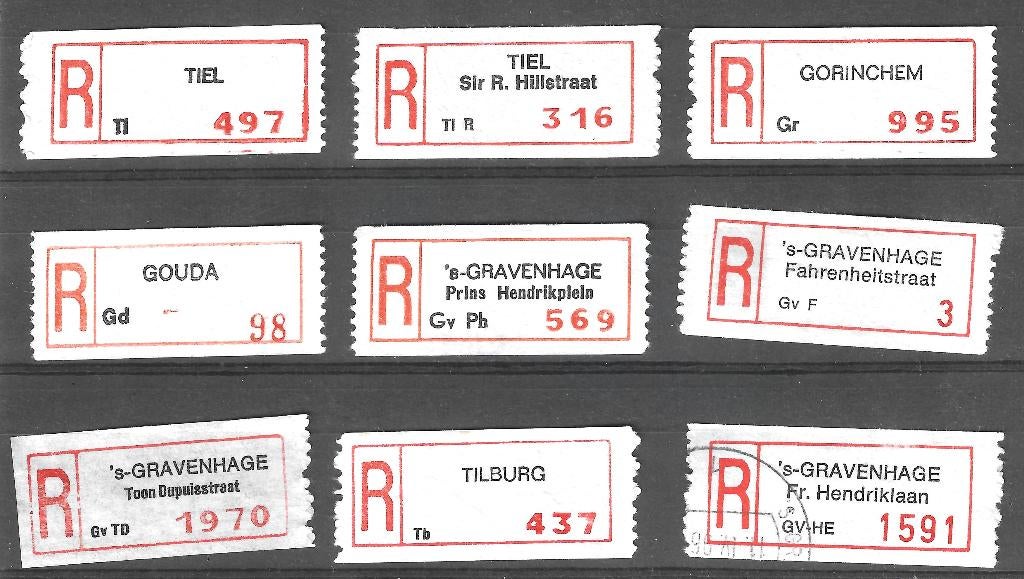 R TIEL
Tl 497
R TIEL
Sir R. Hillstraat
Tl R 316
R GORINCHEM
Gr 995
R GOUDA
Gd - 98
R 's-GRAVENHAGE
Prins Hendrikplein
Gv Ph 569
R 's-GRAVENHAGE
Fahrenheitstraat
Gv F 3
R 's-GRAVENHAGE
Toon Dupuisstraat
Gv TD 1970
R TILBURG
Tb 437
R 's-GRAVENHAGE
Fr. Hendriklaan
GV-HE 1591